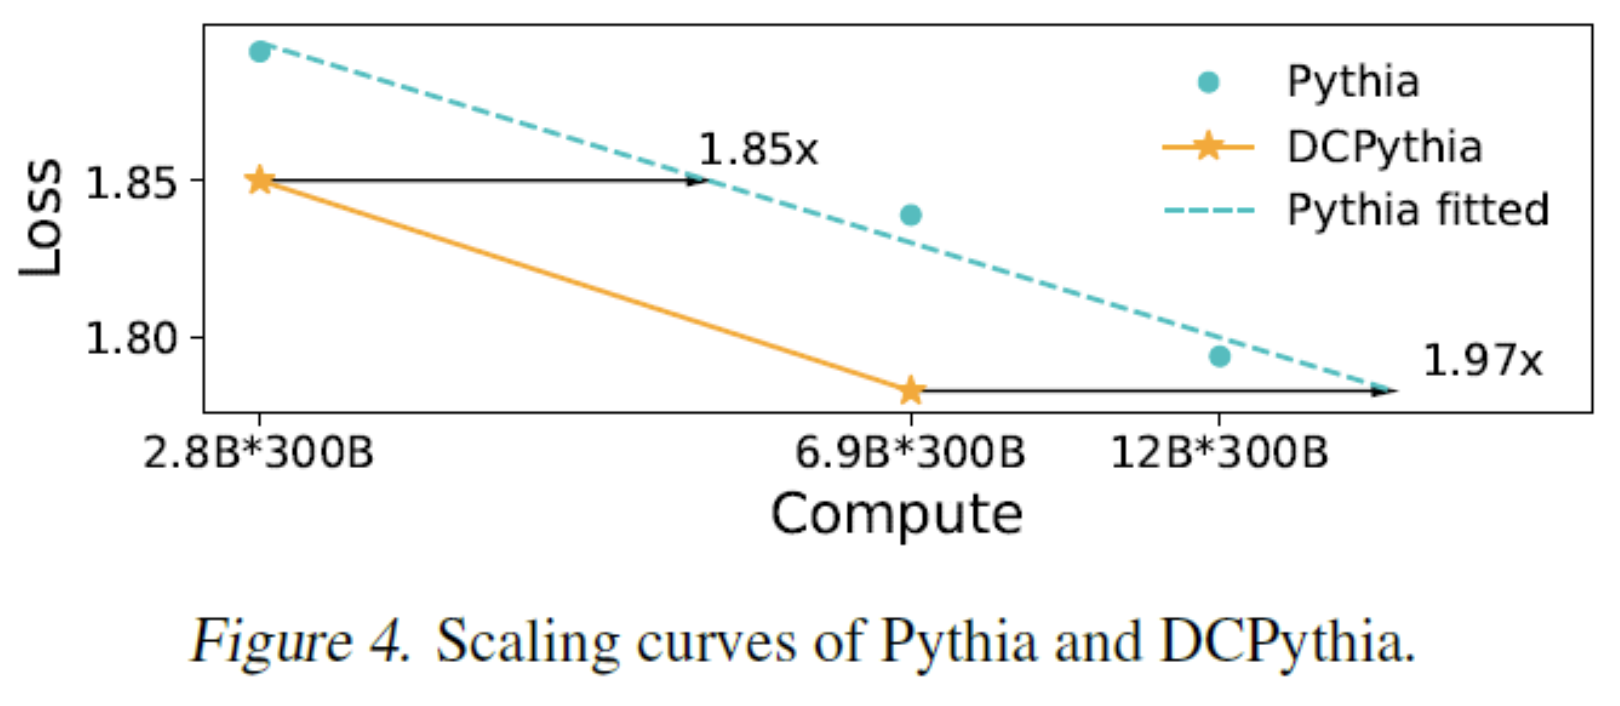 Loss
1.85
1.80
1.85x
1.97x
Pythia
DCPythia
Pythia fitted
2.8B*300B
6.9B*300B
12B*300B
Compute
Figure 4. Scaling curves of Pythia and DCPythia.